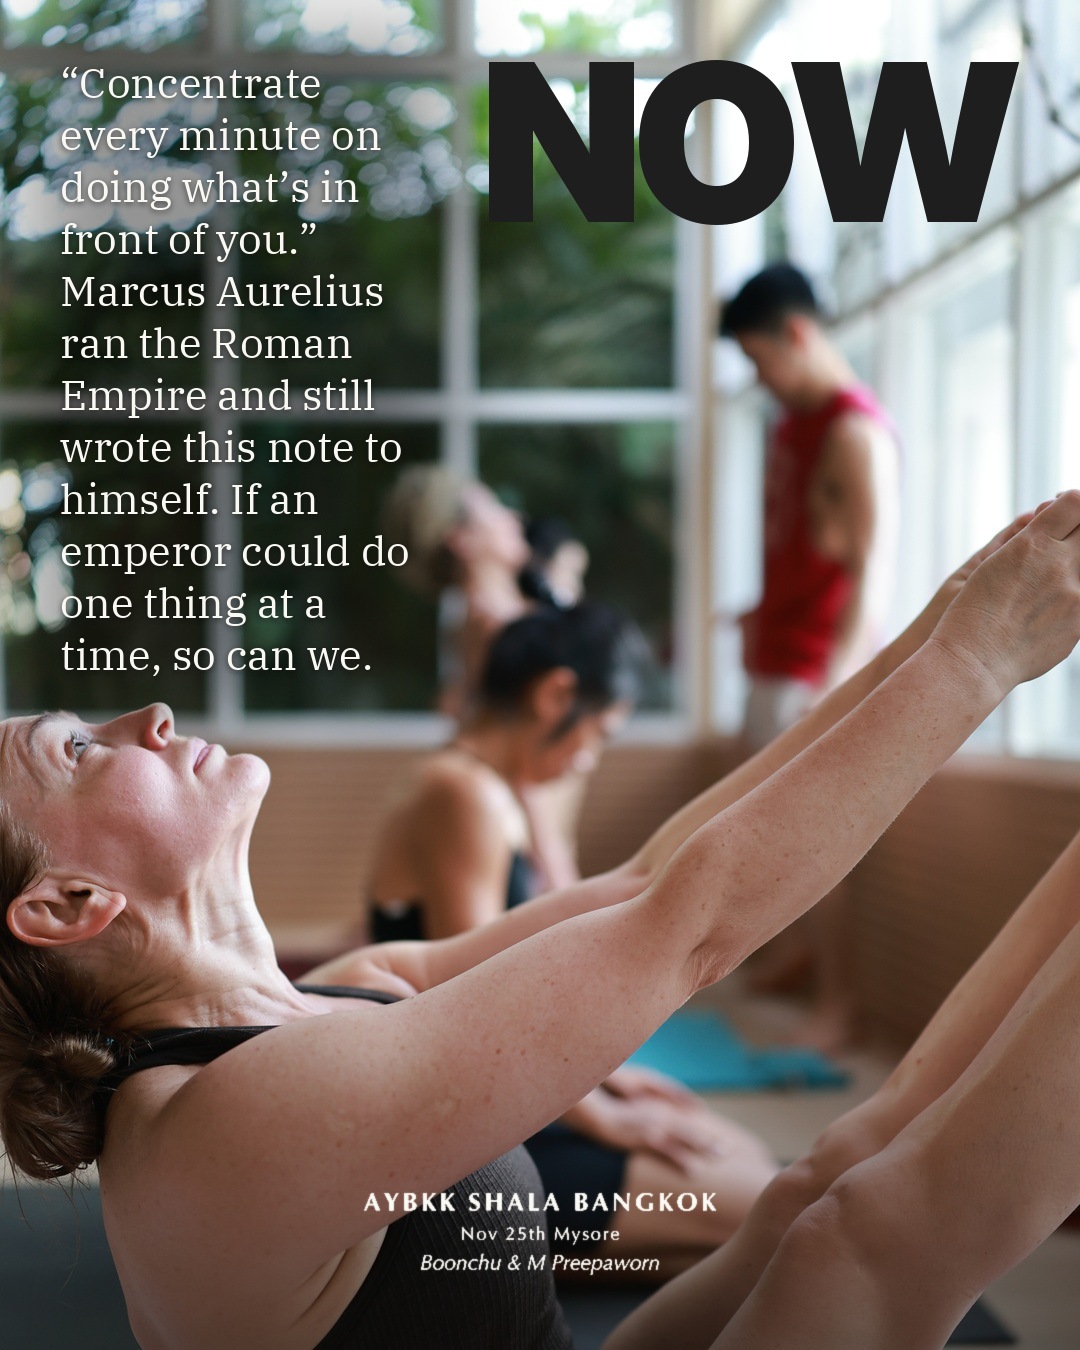 NOW
“Concentrate
every minute on
doing what’s in
front of you.”
Marcus Aurelius
ran the Roman
Empire and still
wrote this note to
himself. If an
emperor could do
one thing at a
time, so can we.
AYBKK SHALA BANGKOK
Nov 25th Mysore
Boonchu & M Preepaworn